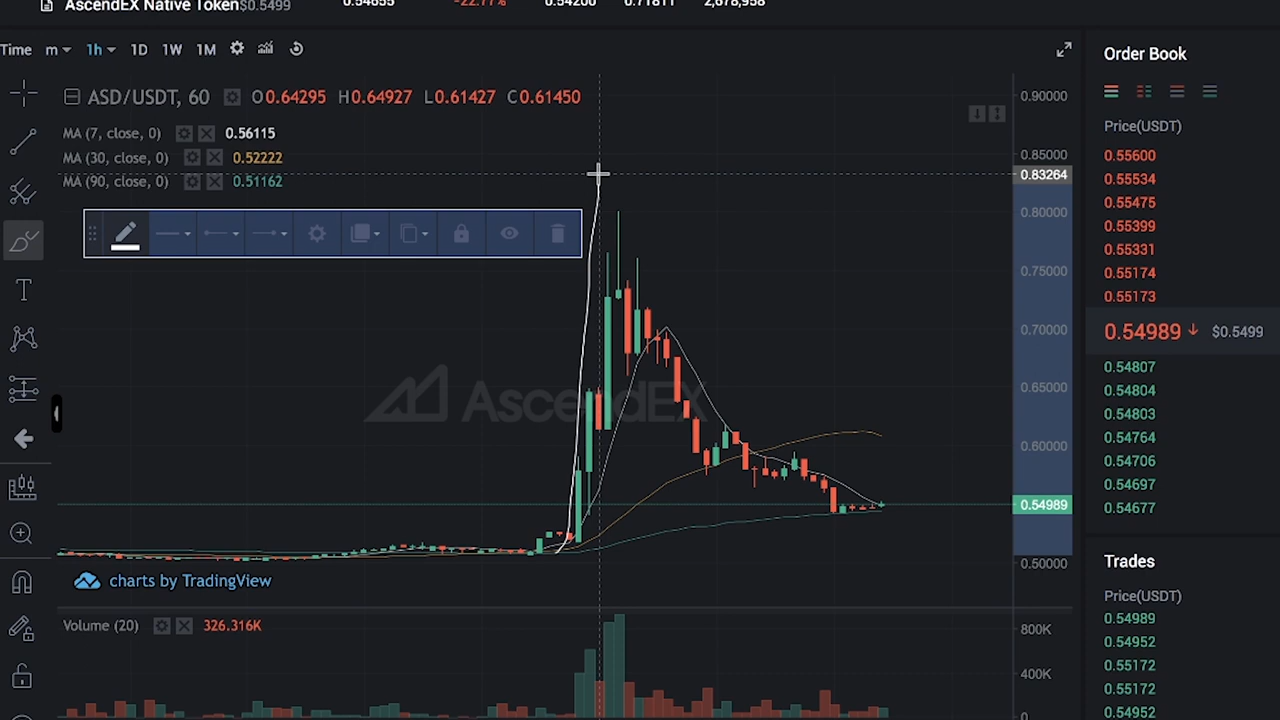 AscendEX Native Token$0.5499 0.54655 -22.77% 0.54200 0.71811 2,678,958
Time m 1h 1D 1W 1M
ASD/USDT, 60 O0.64295 H0.64927 L0.61427 C0.61450
MA (7, close, 0) 0.56115
MA (30, close, 0) 0.52222
MA (90, close, 0) 0.51162
AscendEX
charts by TradingView
Volume (20) 326.316K
0.90000
0.85000
0.83264
0.80000
0.75000
0.70000
0.65000
0.60000
0.54989
0.50000
800K
400K
0
Order Book
Price(USDT)
0.55600
0.55534
0.55475
0.55399
0.55331
0.55174
0.55173
0.54989 $0.5499
0.54807
0.54804
0.54803
0.54764
0.54706
0.54697
0.54677
Trades
Price(USDT)
0.54989
0.54952
0.55172
0.55172
0.54952